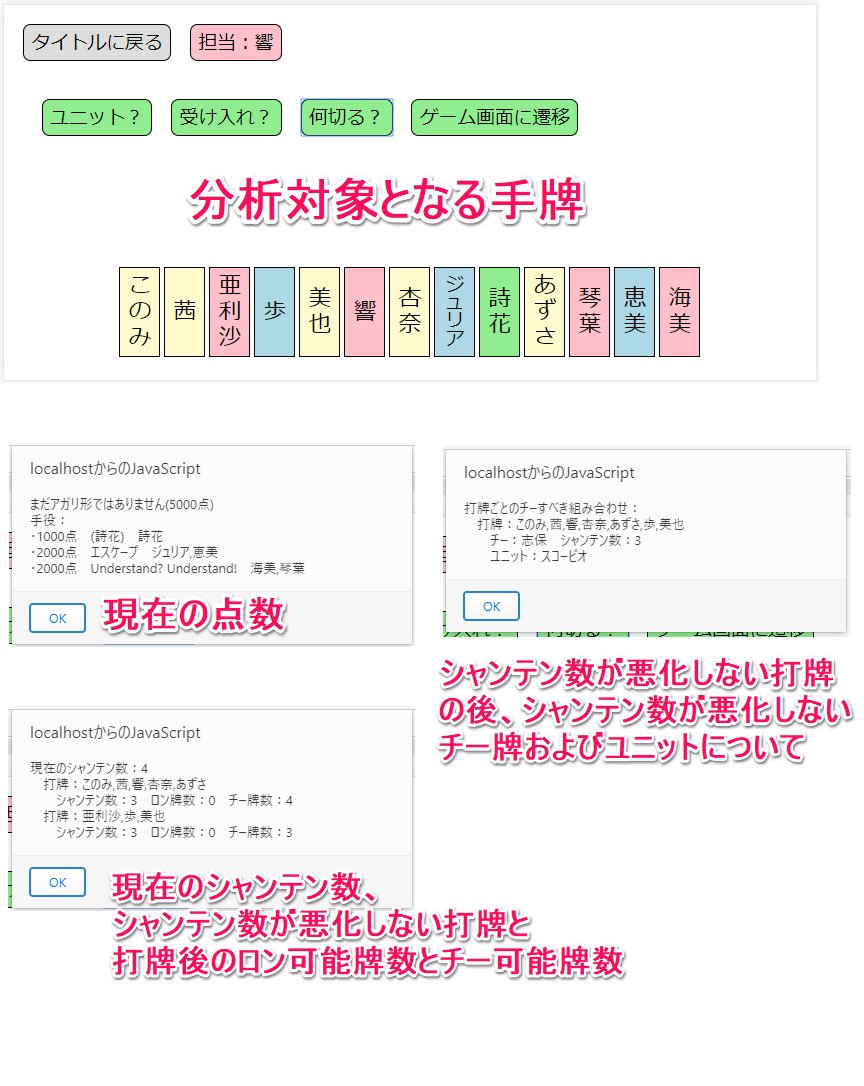 タイトルに戻る 担当：響
ユニット？ 受け入れ？ 何切る？ ゲーム画面に遷移
分析対象となる手牌
このみ 茜 亜利沙 歩 美也 響 杏奈 ジュリア 詩花 あずさ 琴葉 恵美 海美
localhostからのJavaScript
まだアガリ形ではありません(5000点)
手役：
・1000点　(詩花)　詩花
・2000点　エスケープ　ジュリア,恵美
・2000点　Understand? Understand!　海美,琴葉
OK
現在の点数
localhostからのJavaScript
打牌ごとのチーすべき組み合わせ：
打牌：このみ,茜,響,杏奈,あずさ,歩,美也
チー：志保　シャンテン数：3
ユニット：スコーピオ
OK
入れ？ 何切る？ ゲーム画面に遷移
シャンテン数が悪化しない打牌
の後、シャンテン数が悪化しない
チー牌およびユニットについて
localhostからのJavaScript
現在のシャンテン数：4
打牌：このみ,茜,響,杏奈,あずさ
シャンテン数：3　ロン牌数：0　チー牌数：4
打牌：亜利沙,歩,美也
シャンテン数：3　ロン牌数：0　チー牌数：3
OK
現在のシャンテン数、
シャンテン数が悪化しない打牌と
打牌後のロン可能牌数とチー可能牌数